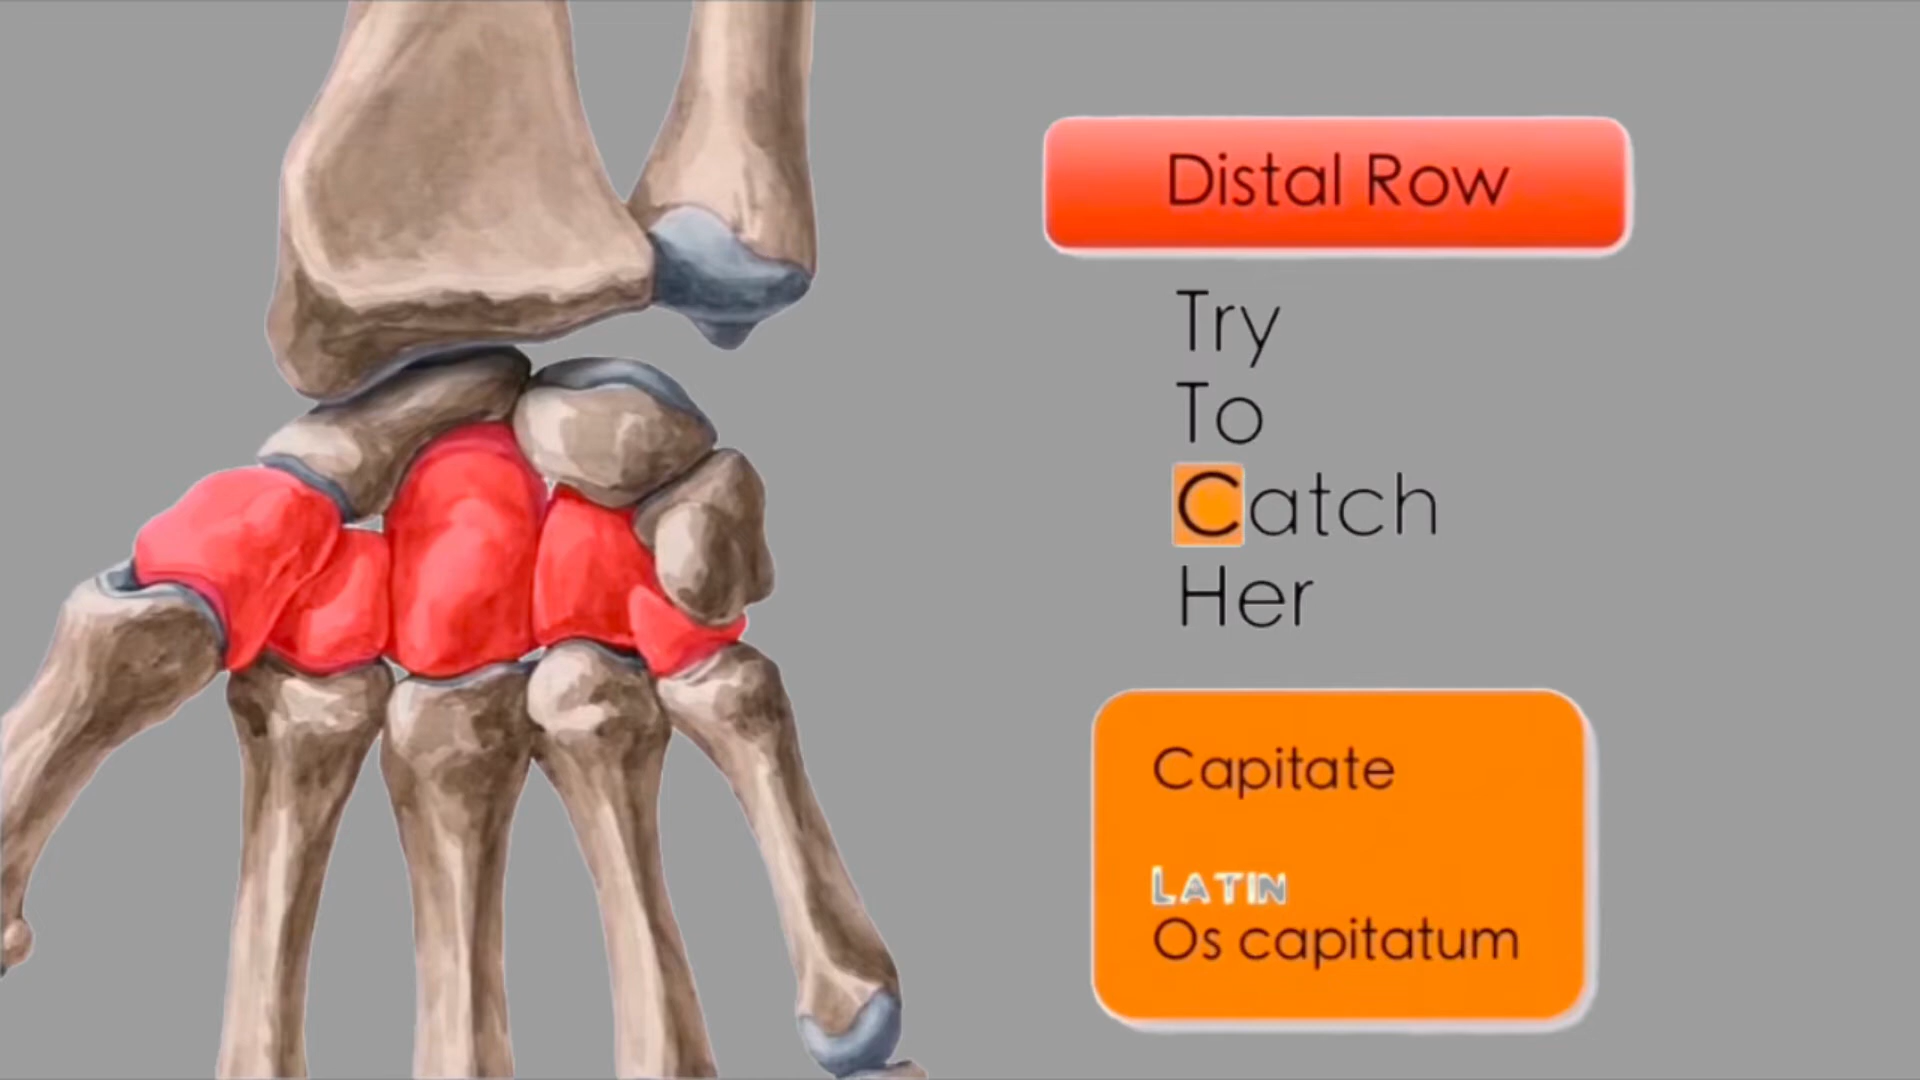 Distal Row
Try
To
Catch
Her
Capitate
LATIN
Os capitatum